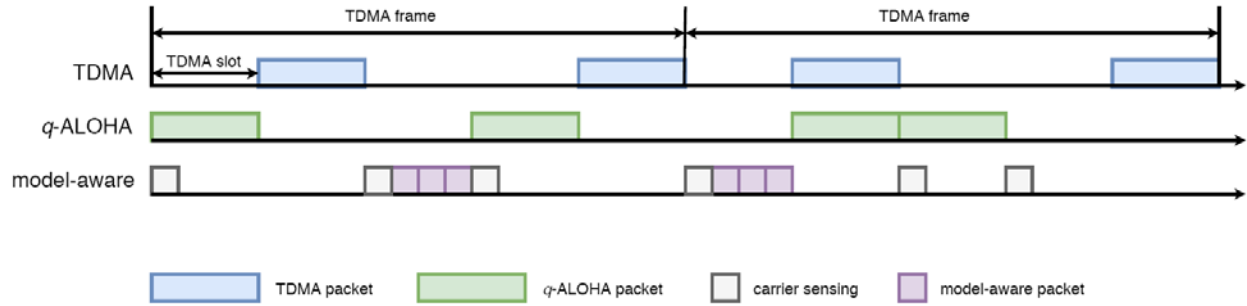 TDMA frame
TDMA frame
TDMA slot
TDMA
q-ALOHA
model-aware
TDMA packet
q-ALOHA packet
carrier sensing
model-aware packet